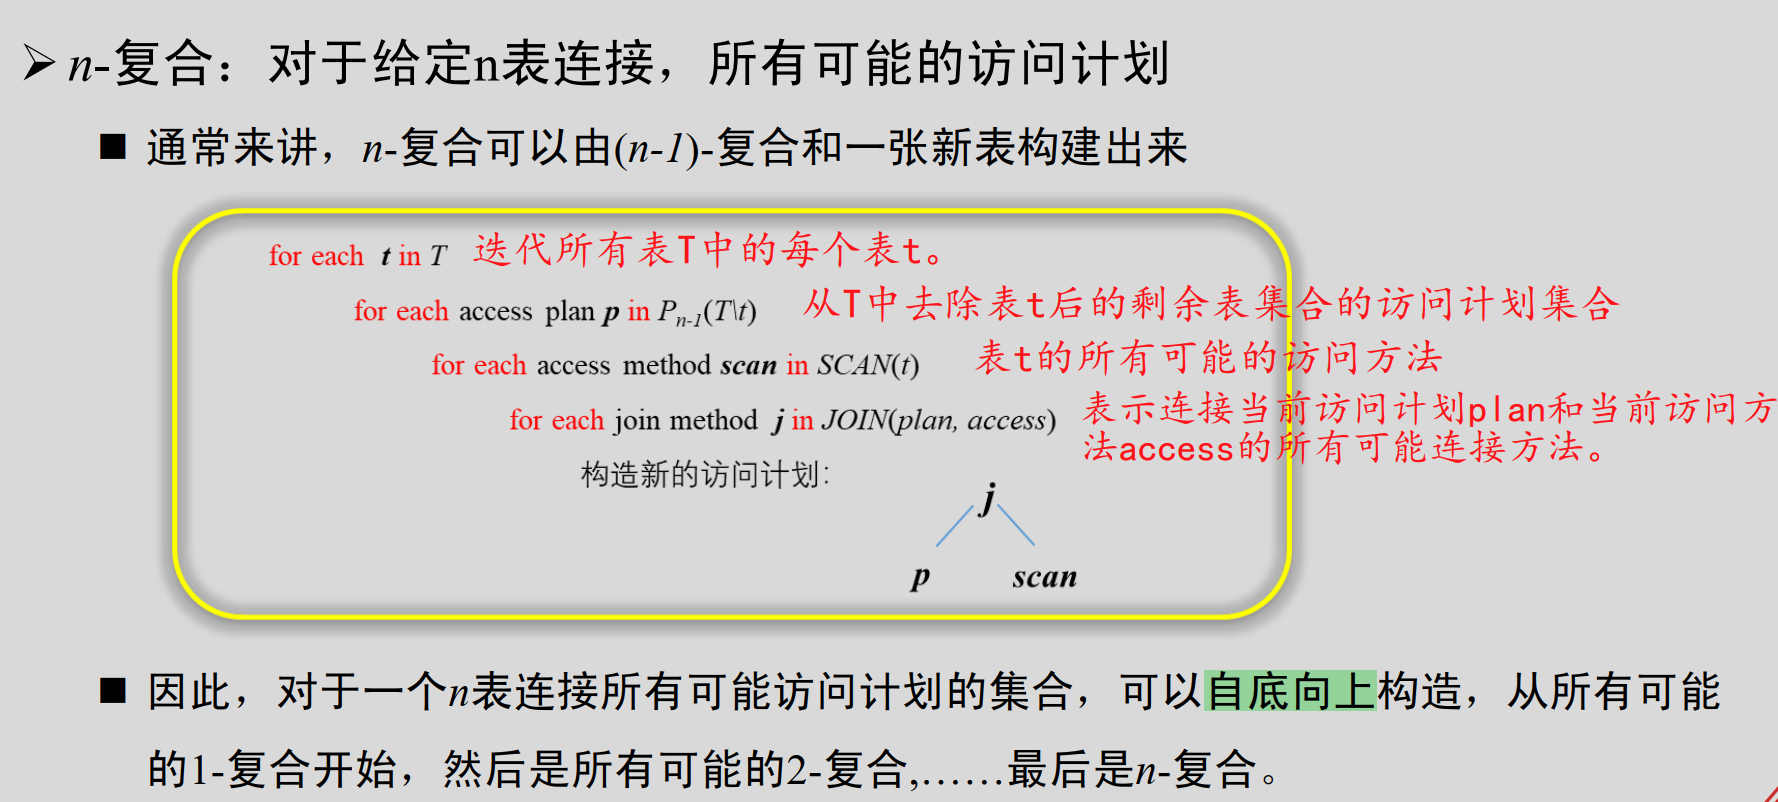 ➢ n-复合：对于给定n表连接，所有可能的访问计划
■ 通常来讲，n-复合可以由(n-1)-复合和一张新表构建出来
for each t in T 迭代所有表T中的每个表t。
for each access plan p in Pn-1(T\t) 从T中去除表t后的剩余表集合的访问计划集合
for each access method scan in SCAN(t) 表t的所有可能的访问方法
for each join method j in JOIN(plan, access) 表示连接当前访问计划plan和当前访问方
法access的所有可能连接方法。
构造新的访问计划:
j
p scan
■ 因此，对于一个n表连接所有可能访问计划的集合，可以自底向上构造，从所有可能
的1-复合开始，然后是所有可能的2-复合,……最后是n-复合。